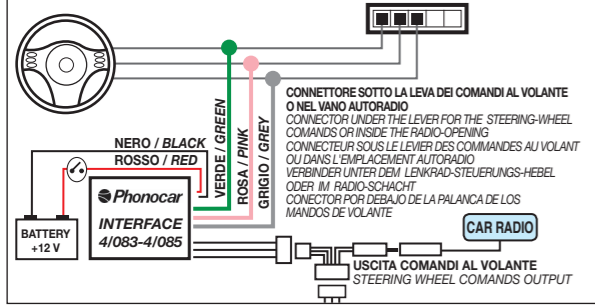 CONNETTORE SOTTO LA LEVA DEI COMANDI AL VOLANTE
O NEL VANO AUTORADIO
CONNECTOR UNDER THE LEVER FOR THE STEERING-WHEEL
COMANDS OR INSIDE THE RADIO-OPENING
CONNECTEUR SOUS LE LEVIER DES COMMANDES AU VOLANT
OU DANS L'EMPLACEMENT AUTORADIO
VERBINDER UNTER DEM LENKRAD-STEUERUNGS-HEBEL
ODER IM RADIO-SCHACHT
CONECTOR POR DEBAJO DE LA PALANCA DE LOS
MANDOS DE VOLANTE
NERO / BLACK
ROSSO / RED
VERDE / GREEN
ROSA / PINK
GRIGIO / GREY
Phonocar
INTERFACE
4/083-4/085
BATTERY
+12 V
CAR RADIO
USCITA COMANDI AL VOLANTE
STEERING WHEEL COMANDS OUTPUT